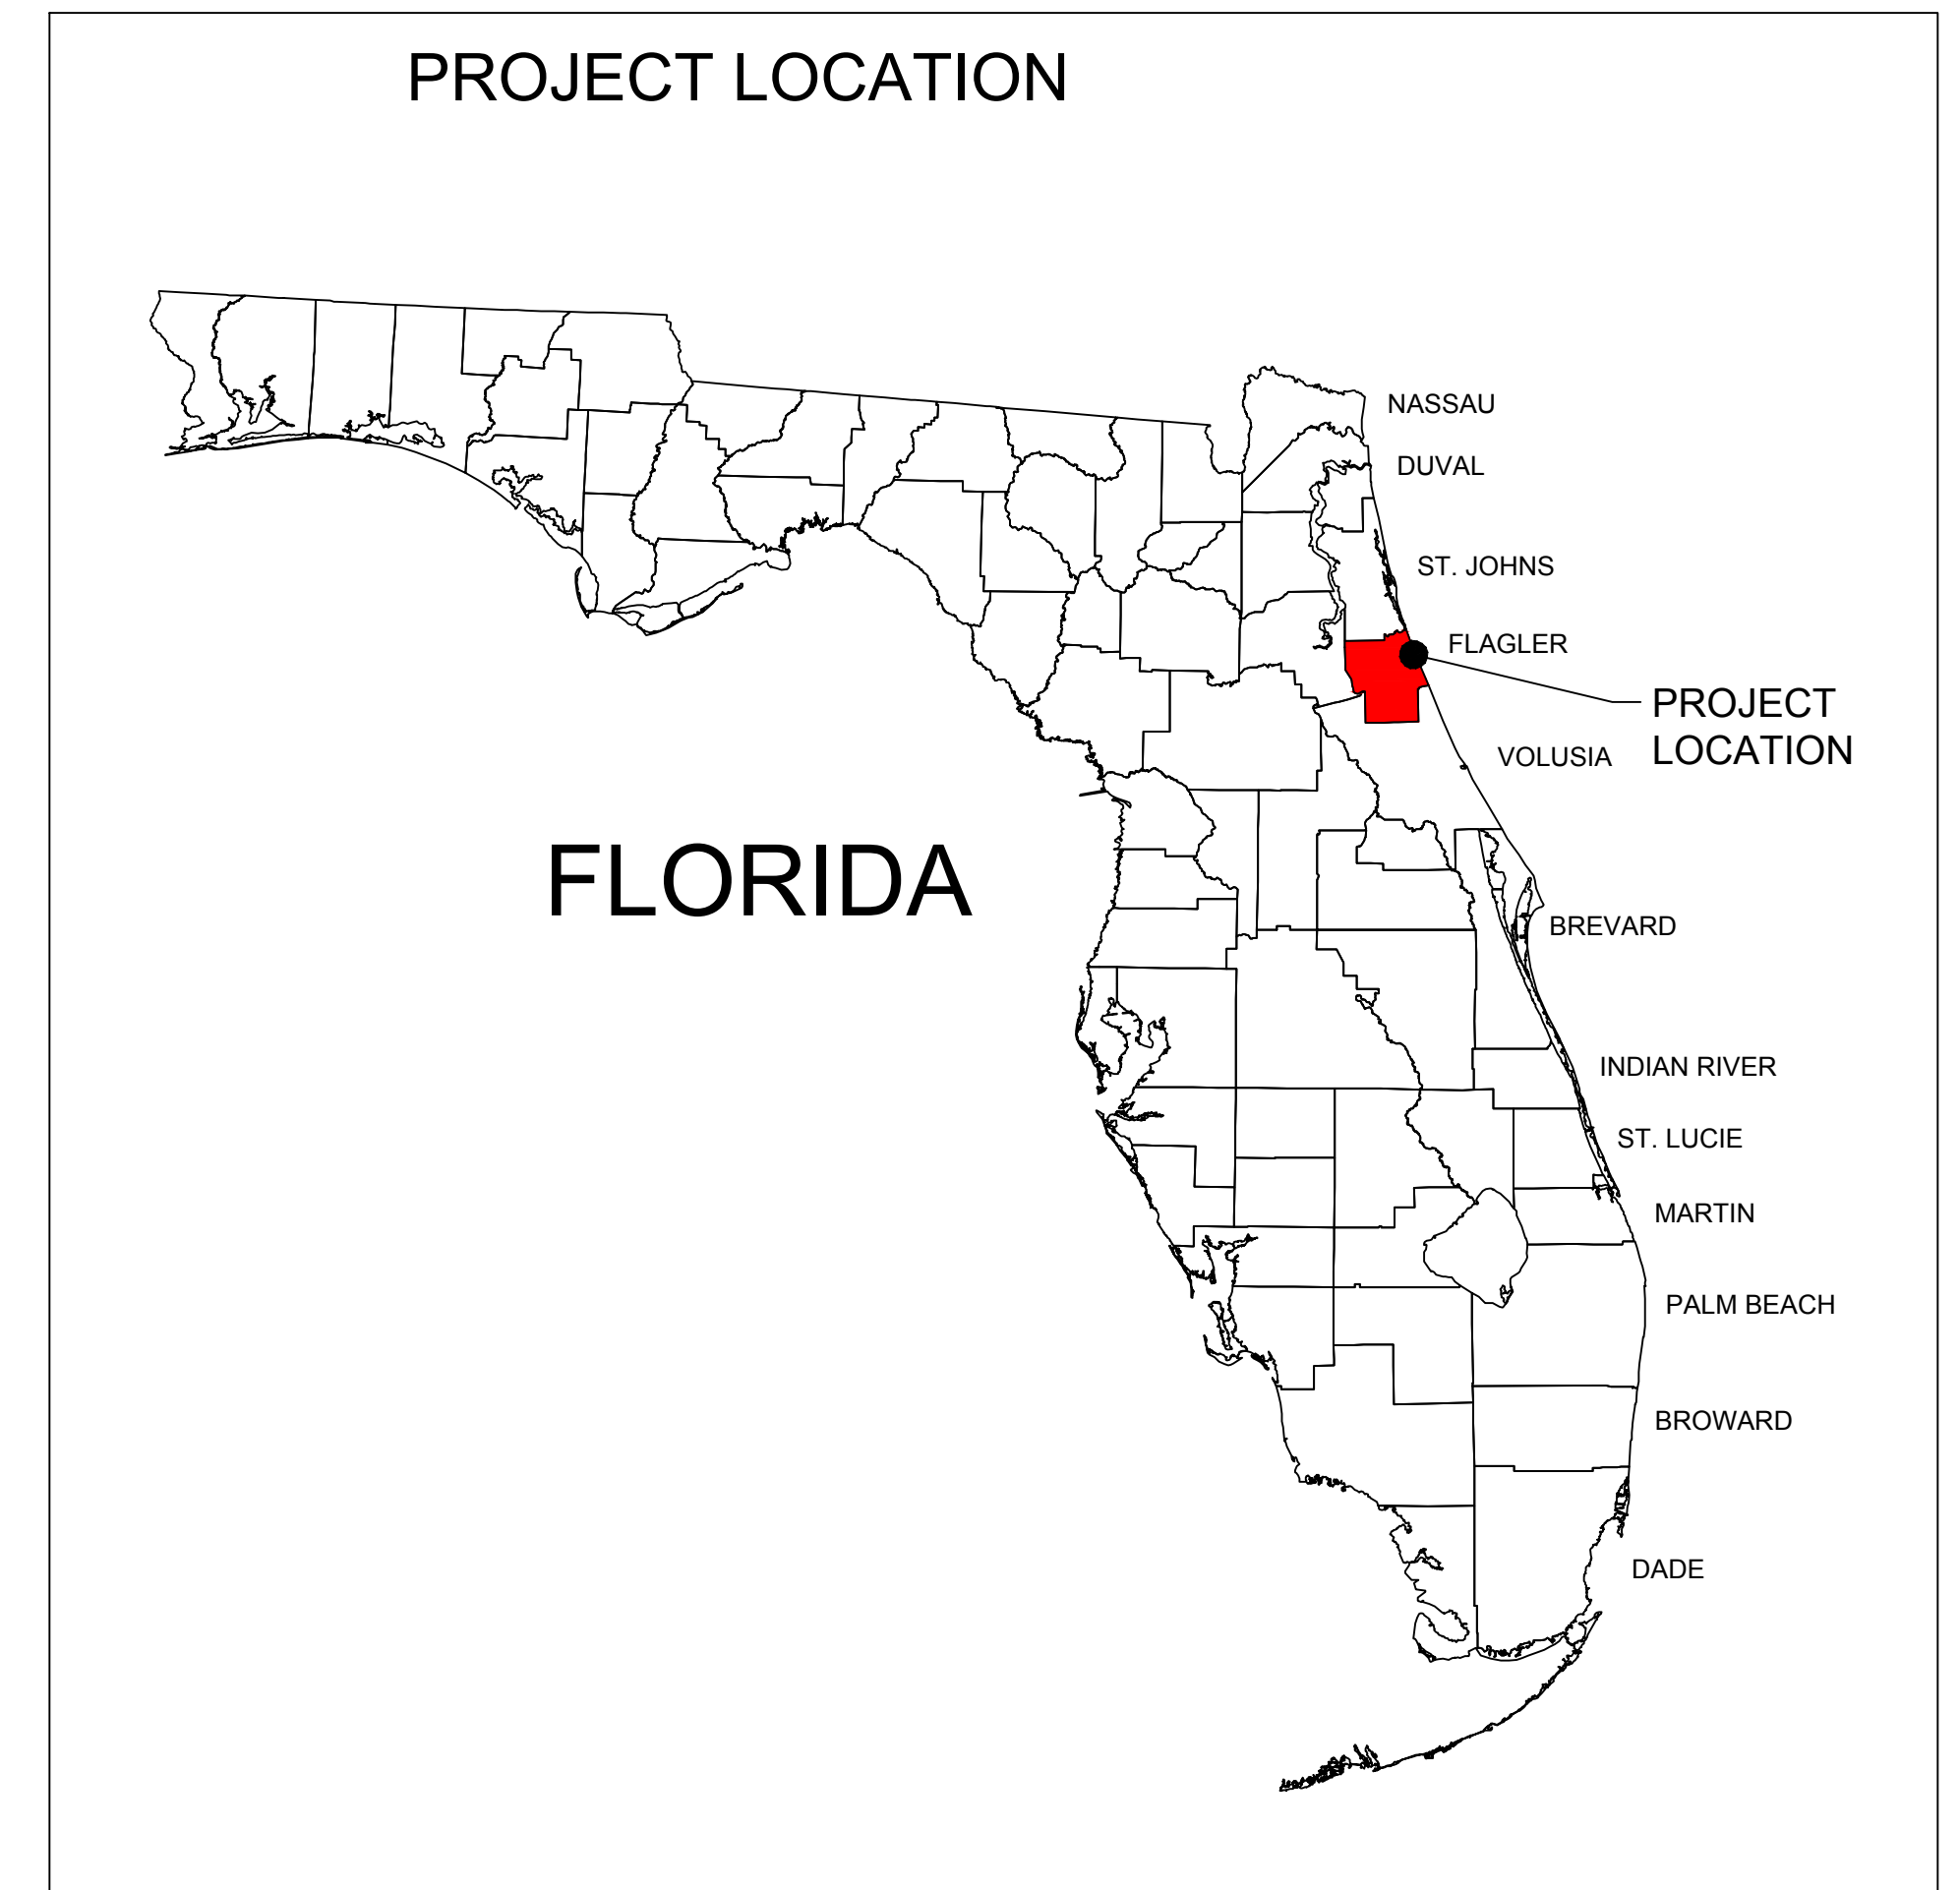 PROJECT LOCATION
NASSAU
DUVAL
ST. JOHNS
FLAGLER
PROJECT
LOCATION
VOLUSIA
FLORIDA
BREVARD
INDIAN RIVER
ST. LUCIE
MARTIN
PALM BEACH
BROWARD
DADE